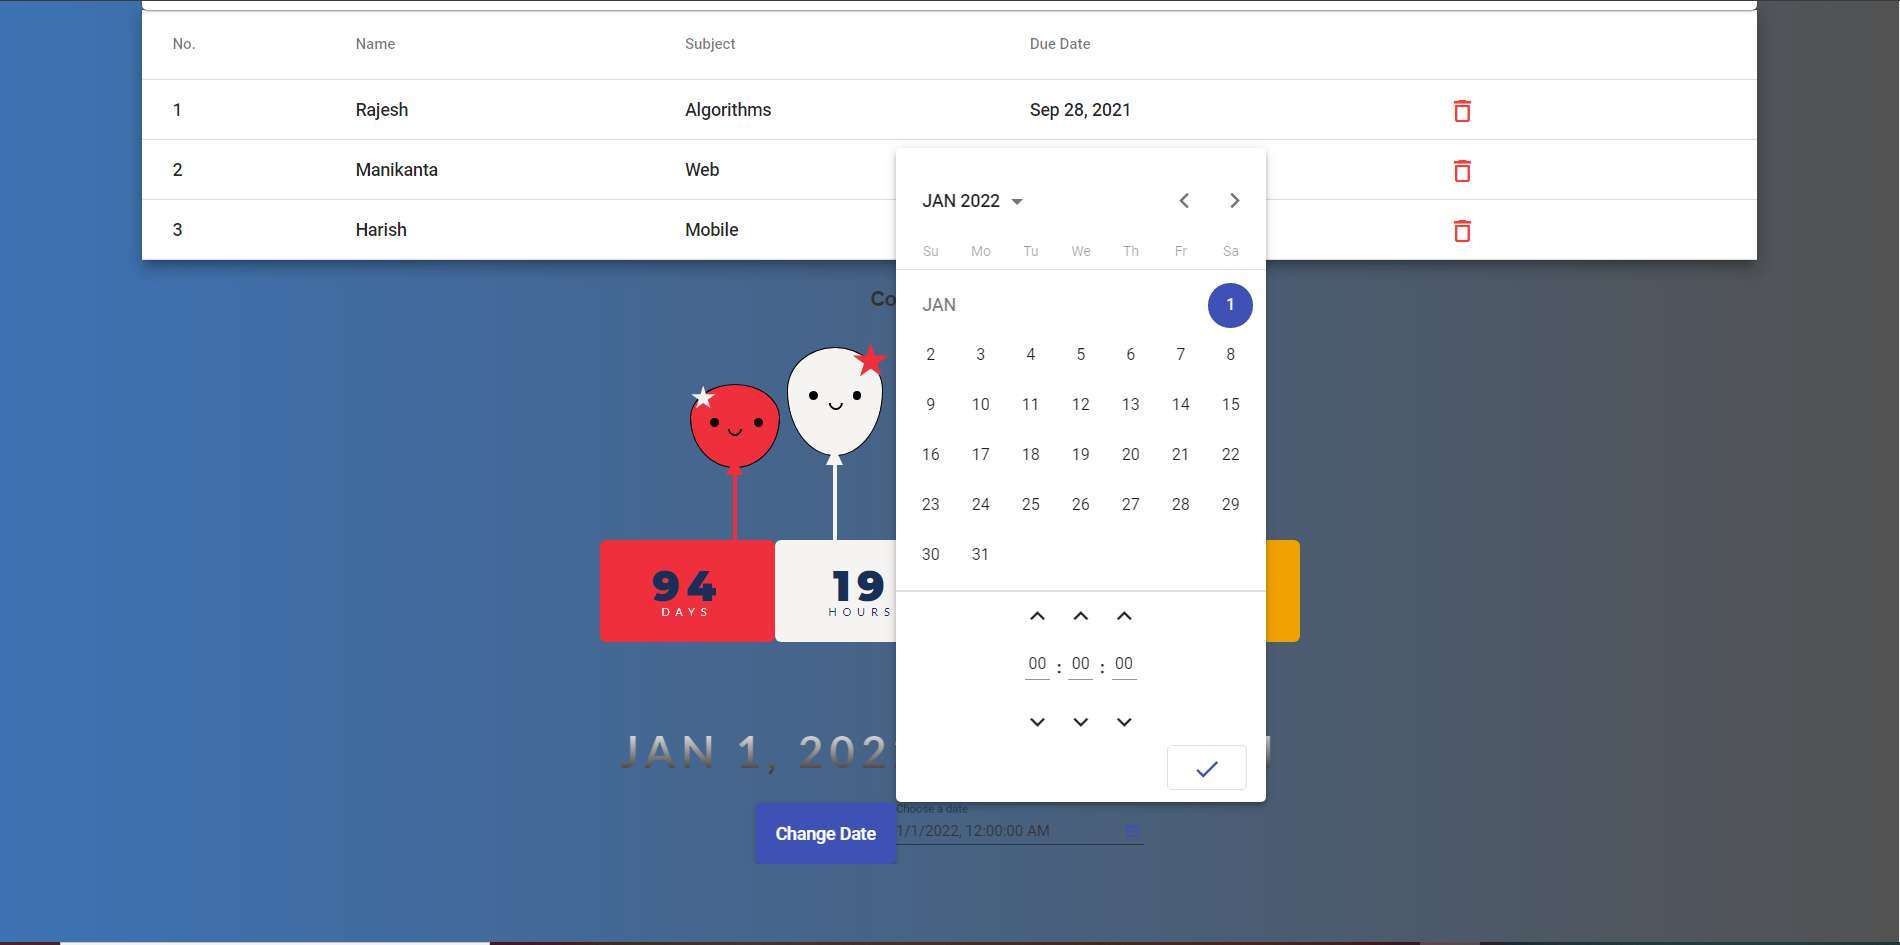 No. Name Subject Due Date
1 Rajesh Algorithms Sep 28, 2021
2 Manikanta Web
3 Harish Mobile
JAN 2022
Su Mo Tu We Th Fr Sa
JAN 1
2 3 4 5 6 7 8
9 10 11 12 13 14 15
16 17 18 19 20 21 22
23 24 25 26 27 28 29
30 31
94 19
DAYS HOURS
00 : 00 : 00
JAN 1, 202
Choose a date
Change Date 1/1/2022, 12:00:00 AM